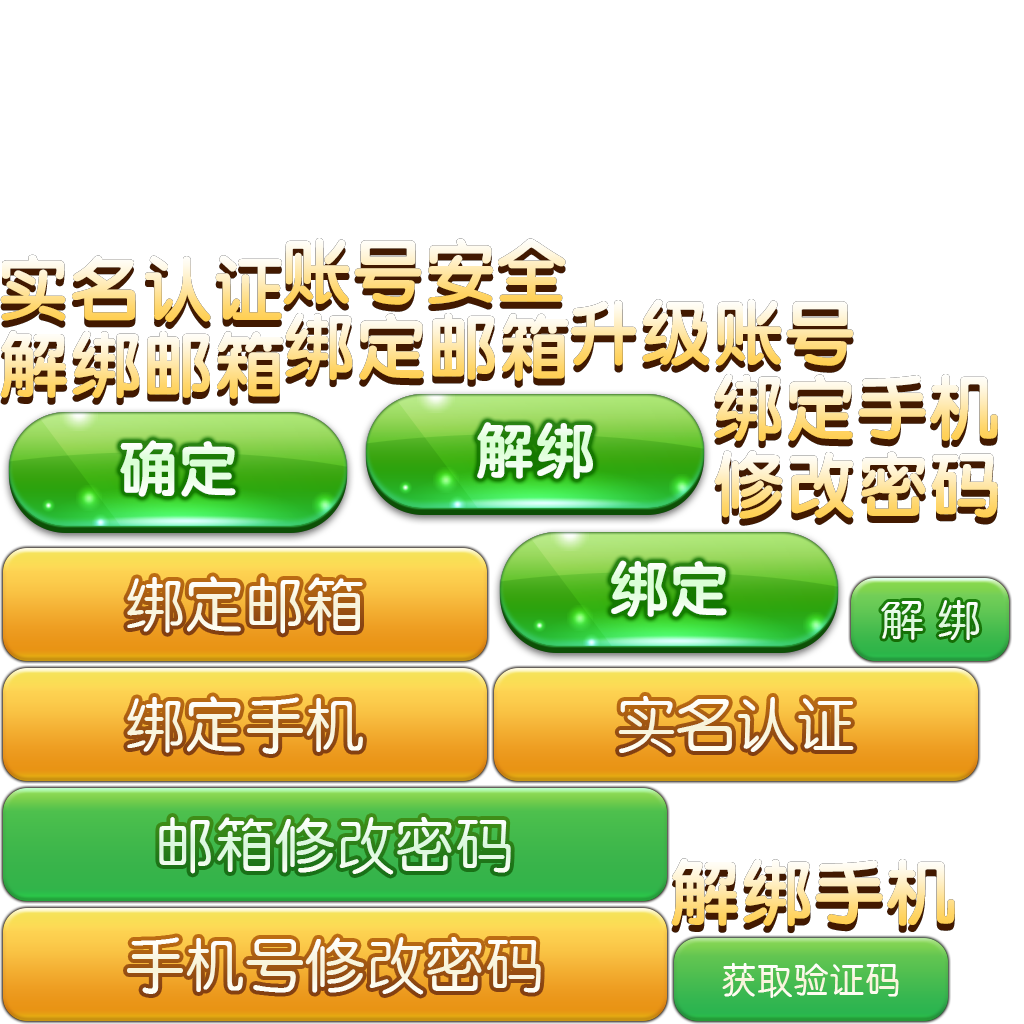 账号安全
实名认证
升级账号
绑定邮箱
解绑邮箱
绑定手机
解绑
确定
修改密码
绑定
绑定邮箱
解 绑
绑定手机
实名认证
邮箱修改密码
解绑手机
手机号修改密码
获取验证码